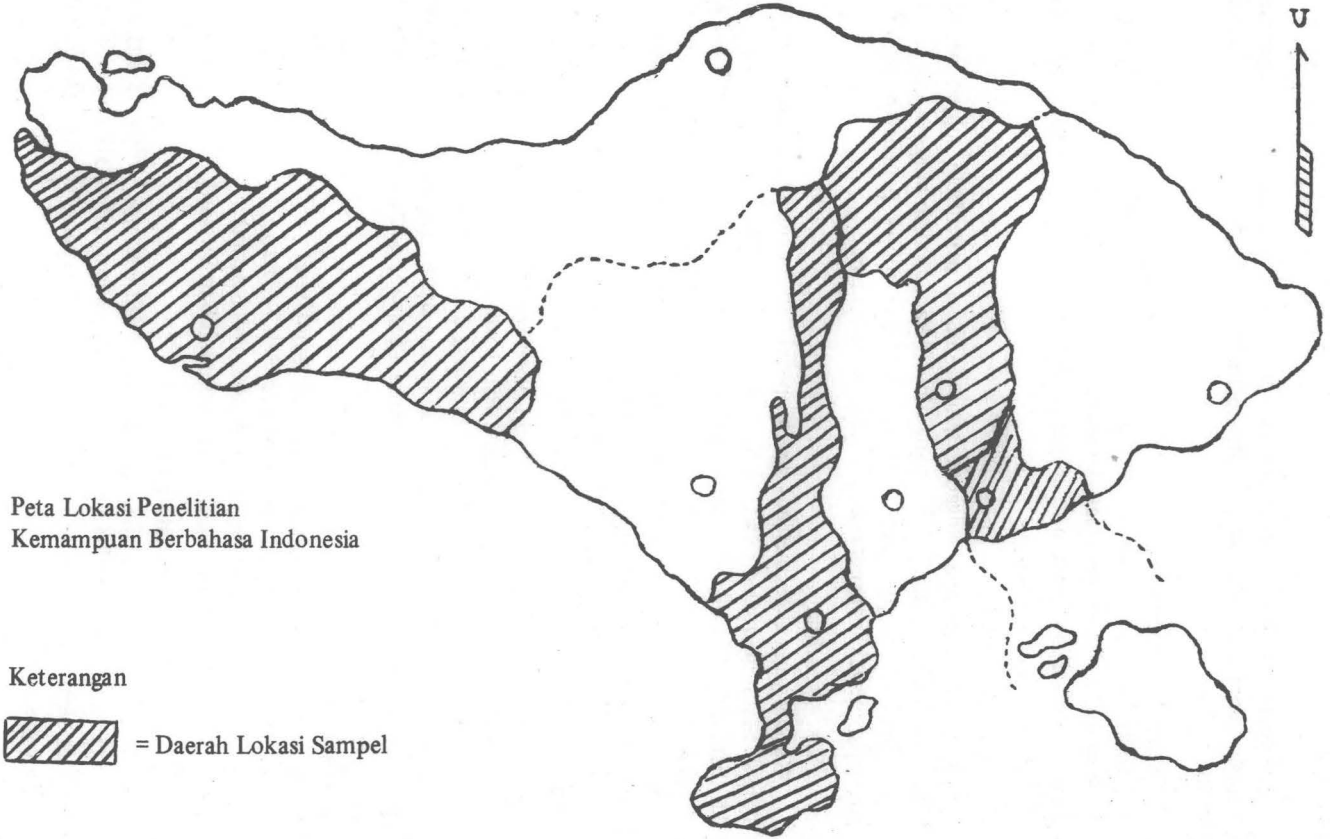 U
Peta Lokasi Penelitian
Kemampuan Berbahasa Indonesia
Keterangan
= Daerah Lokasi Sampel